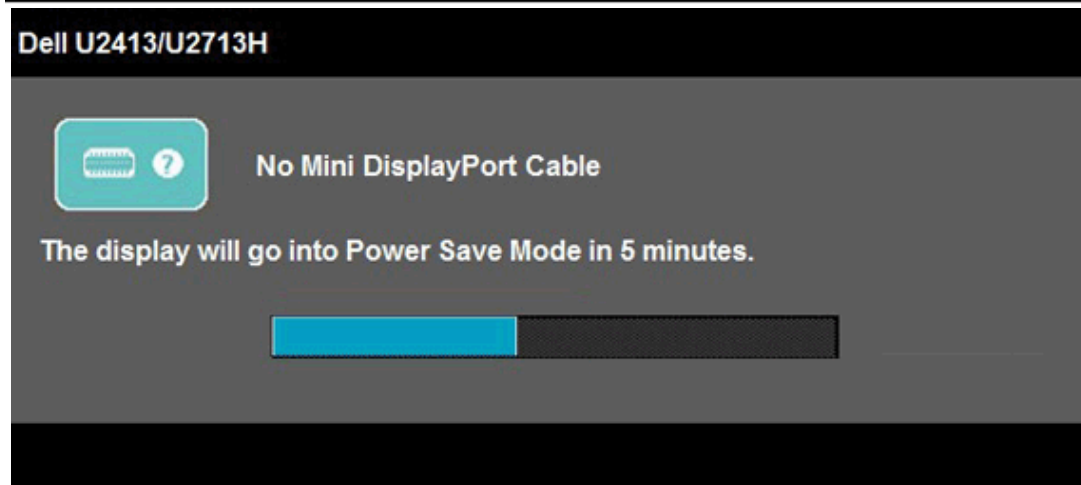 Dell U2413/U2713H
?
No Mini DisplayPort Cable
The display will go into Power Save Mode in 5 minutes.